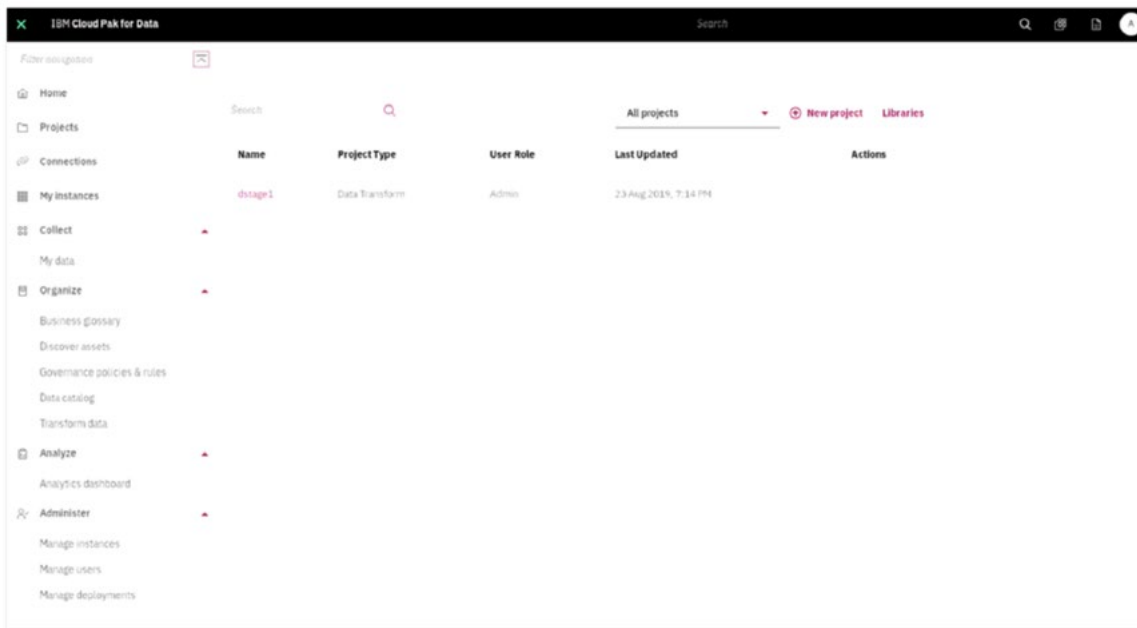 IBM Cloud Pak for Data
Search
A
Filter navigation
Home
Projects
Connections
My instances
Collect
My data
Organize
Business glossary
Discover assets
Governance policies & rules
Data catalog
Transform data
Analyze
Analytics dashboard
Administer
Manage instances
Manage users
Manage deployments
Search
All projects
New project
Libraries
Name Project Type User Role Last Updated Actions
dstage1 Data Transform Admin 23 Aug 2019, 7:14 PM